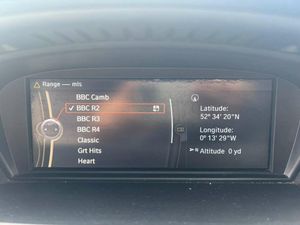 Range --- mls
BBC Camb
BBC R2
BBC R3
BBC R4
Classic
Grt Hits
Heart
Latitude:
52° 34' 20"N
Longitude:
0° 13' 29"W
Altitude 0 yd